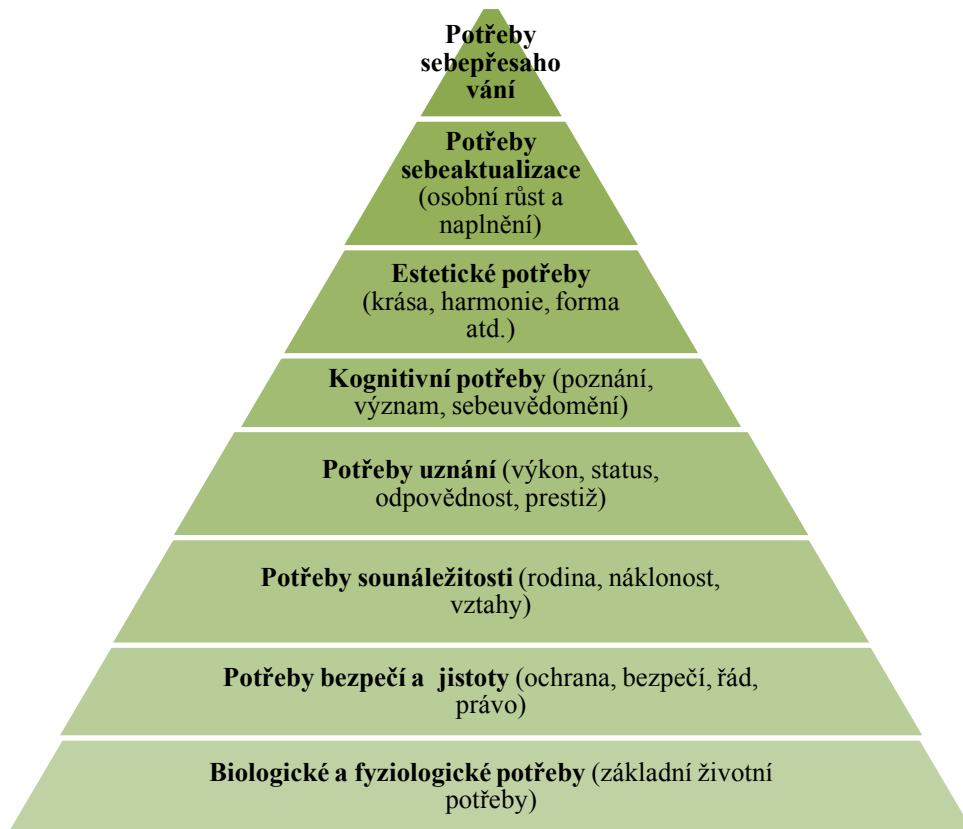 Potřeby
sebepřesaho
vání
Potřeby
sebeaktualizace
(osobní růst a
naplnění)
Estetické potřeby
(krása, harmonie, forma
atd.)
Kognitivní potřeby (poznání,
význam, sebeuvědomění)
Potřeby uznání (výkon, status,
odpovědnost, prestiž)
Potřeby sounáležitosti (rodina, náklonost,
vztahy)
Potřeby bezpečí a  jistoty (ochrana, bezpečí, řád,
právo)
Biologické a fyziologické potřeby (základní životní
potřeby)